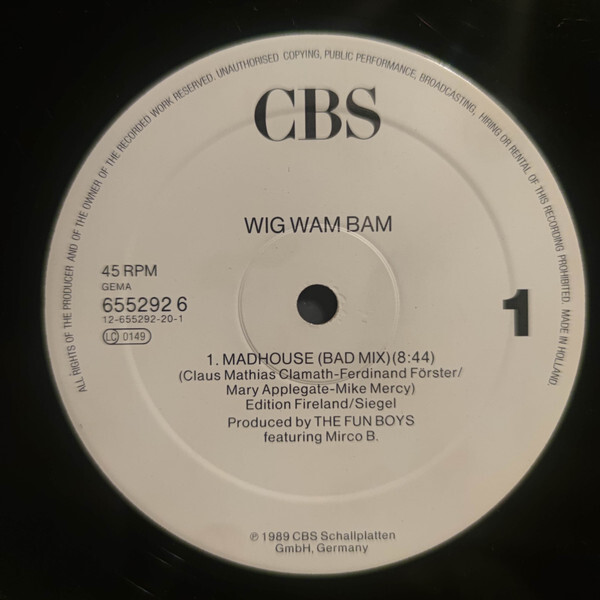 ALL RIGHTS OF THE PRODUCER AND OF THE OWNER OF THE RECORDED WORK RESERVED. UNAUTHORISED COPYING, PUBLIC PERFORMANCE, BROADCASTING, HIRING OR RENTAL OF THIS RECORDING PROHIBITED. MADE IN HOLLAND.
CBS
WIG WAM BAM
45 RPM
GEMA
655292 6
12-655292-20-1
LC 0149
1
1. MADHOUSE (BAD MIX) (8:44)
(Claus Mathias Clamath-Ferdinand Förster/
Mary Applegate-Mike Mercy)
Edition Fireland/Siegel
Produced by THE FUN BOYS
featuring Mirco B.
℗ 1989 CBS Schallplatten
GmbH, Germany